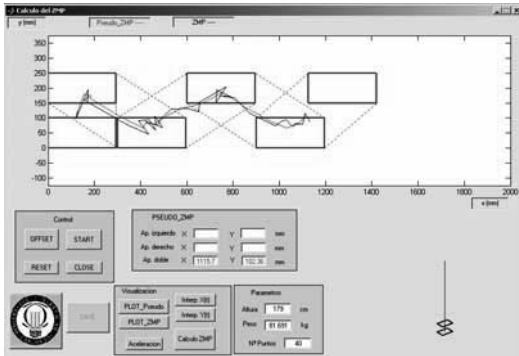 Calculo del ZMP
y [mm] Pseudo_ZMP ---- ZMP ----
350
300
250
200
150
100
50
0
-50
-100
0 200 400 600 800 1000 1200 1400 1600 1800 2000
x [mm]
Control
OFFSET START
RESET CLOSE
PSEUDO_ZMP
Ap. izquierdo X Y mm
Ap. derecho X Y mm
Ap. doble X 1115.7 Y 102.36 mm
Visualizacion
PLOT_Pseudo Interp. X(t)
PLOT_ZMP Interp. Y(t)
Aceleracion Calculo ZMP
Parametros
Altura 179 cm
Peso 81.691 kg
Nº Puntos 40
SAVE